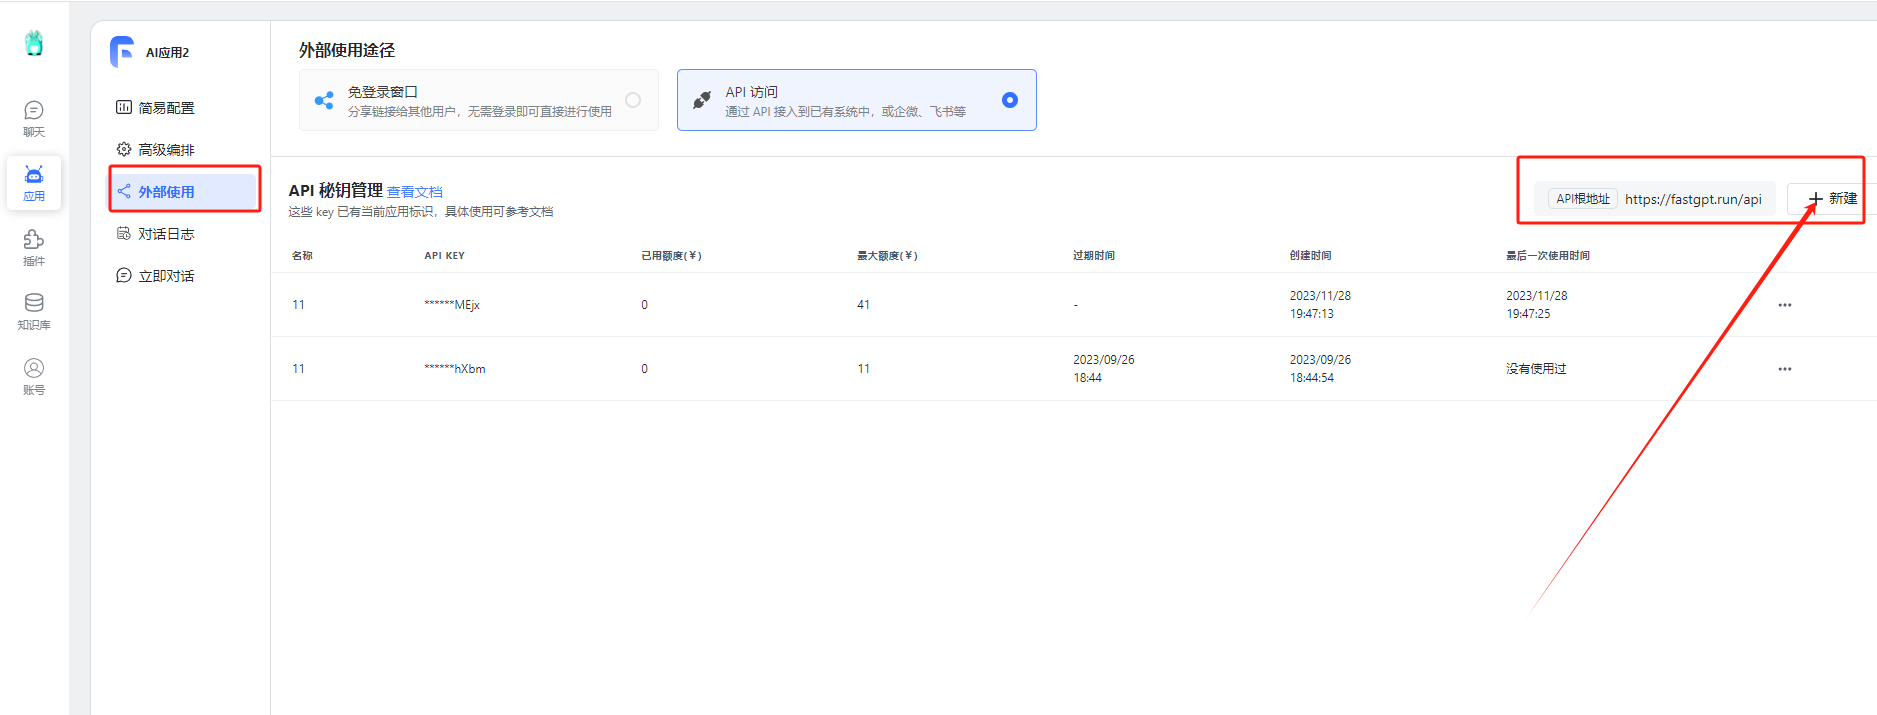 聊天
应用
插件
知识库
账号
AI应用2
简易配置
高级编排
外部使用
对话日志
立即对话
外部使用途径
免登录窗口
分享链接给其他用户，无需登录即可直接进行使用
API 访问
通过 API 接入到已有系统中，或企微、飞书等
API 秘钥管理 查看文档
这些 key 已有当前应用标识，具体使用可参考文档
API根地址 https://fastgpt.run/api
新建
名称 API KEY 已用额度(￥) 最大额度(￥) 过期时间 创建时间 最后一次使用时间
11 ******MEjx 0 41 - 2023/11/28 2023/11/28
19:47:13 19:47:25
11 ******hXbm 0 11 2023/09/26 2023/09/26 没有使用过
18:44 18:44:54